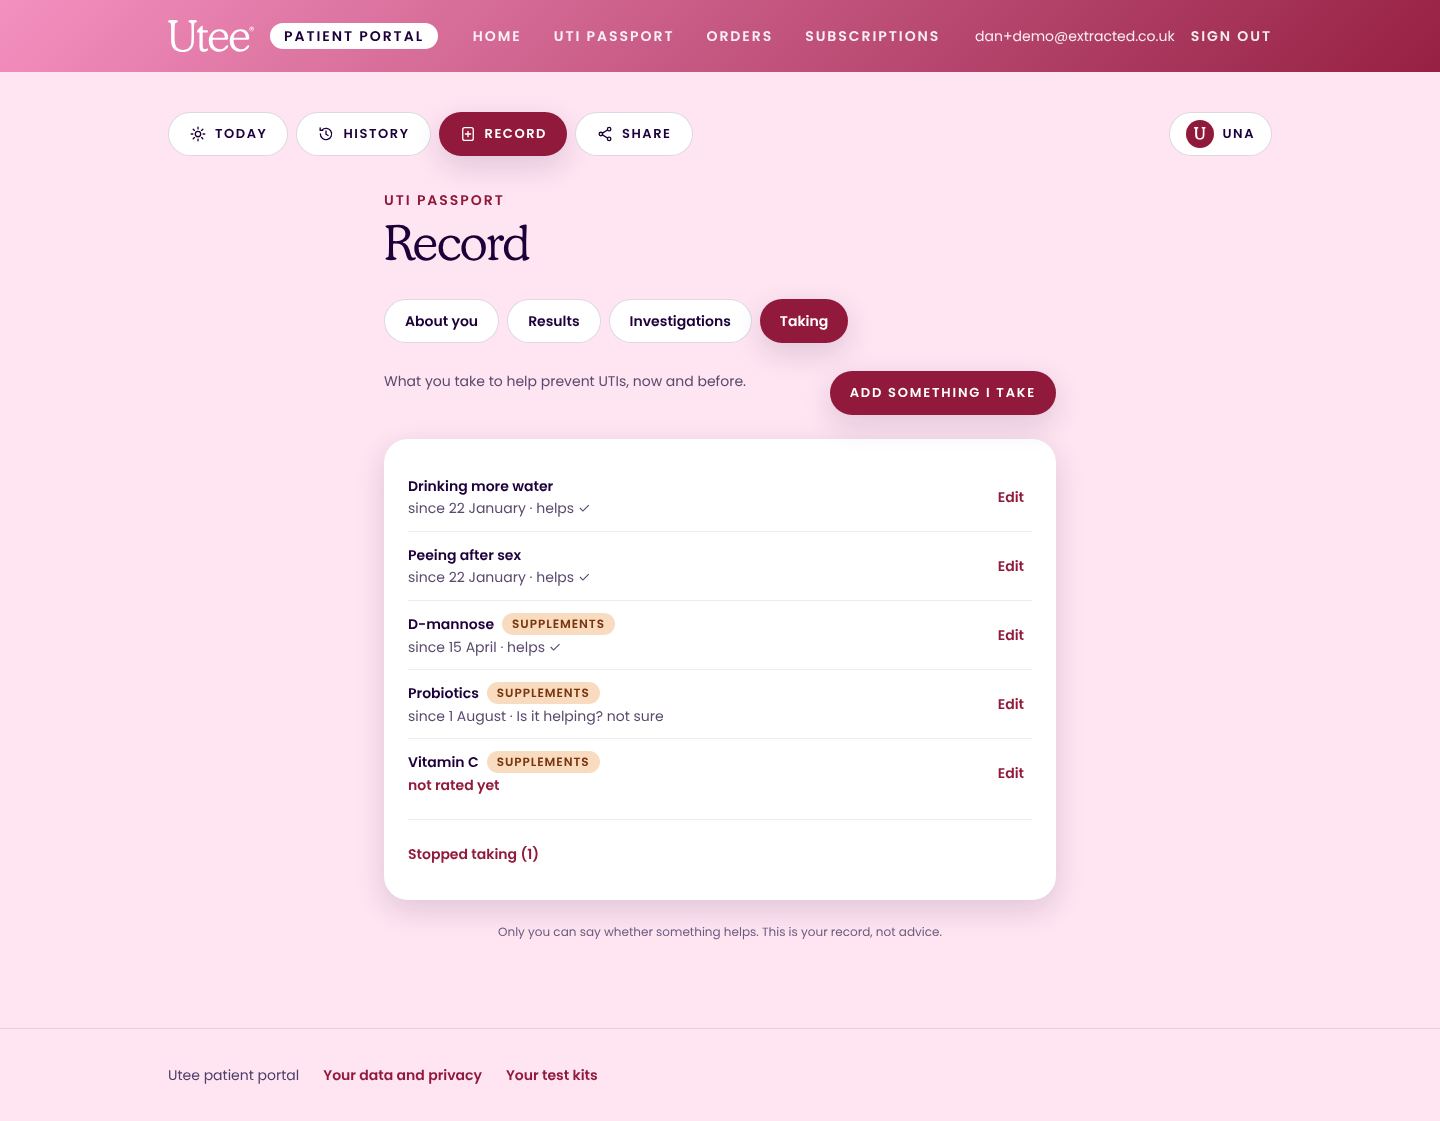 Utee® PATIENT PORTAL HOME UTI PASSPORT ORDERS SUBSCRIPTIONS dan+demo@extracted.co.uk SIGN OUT
TODAY HISTORY RECORD SHARE U UNA
UTI PASSPORT
Record
About you Results Investigations Taking
What you take to help prevent UTIs, now and before. ADD SOMETHING I TAKE
Drinking more water
since 22 January · helps ✓
Edit
Peeing after sex
since 22 January · helps ✓
Edit
D-mannose SUPPLEMENTS
since 15 April · helps ✓
Edit
Probiotics SUPPLEMENTS
since 1 August · Is it helping? not sure
Edit
Vitamin C SUPPLEMENTS
not rated yet
Edit
Stopped taking (1)
Only you can say whether something helps. This is your record, not advice.
Utee patient portal Your data and privacy Your test kits